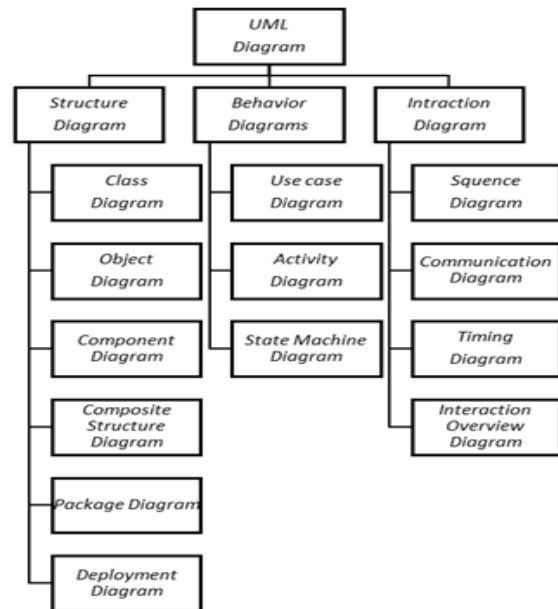 UML
Diagram
Structure
Diagram
Behavior
Diagrams
Intraction
Diagram
Class
Diagram
Object
Diagram
Component
Diagram
Composite
Structure
Diagram
Package Diagram
Deployment
Diagram
Use case
Diagram
Activity
Diagram
State Machine
Diagram
Squence
Diagram
Communication
Diagram
Timing
Diagram
Interaction
Overview
Diagram